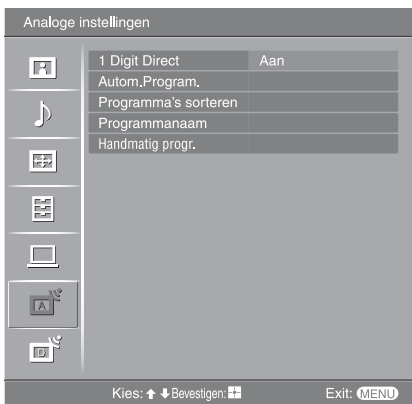 Analoge instellingen
1 Digit Direct Aan
Autom.Program.
Programma's sorteren
Programmanaam
Handmatig progr.
A
D
Kies: Bevestigen: Exit: MENU